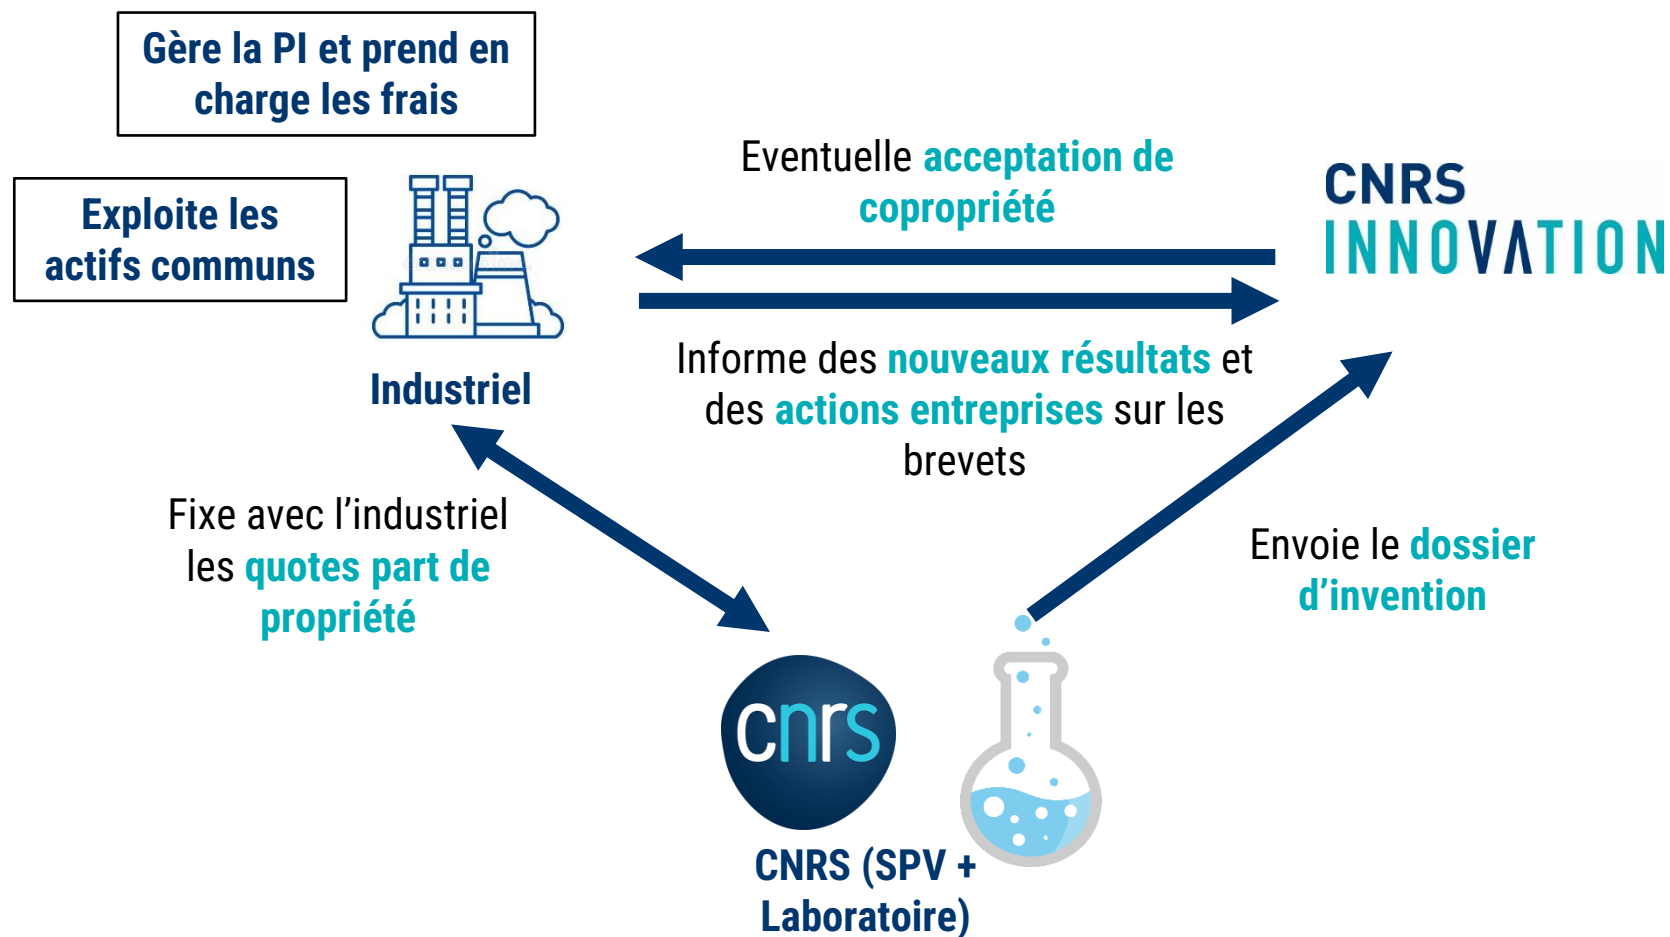 Gère la PI et prend en
charge les frais
Exploite les
actifs communs
Industriel
Eventuelle acceptation de
copropriété
CNRS
INNOVATION
Informe des nouveaux résultats et
des actions entreprises sur les
brevets
Fixe avec l’industriel
les quotes part de
propriété
Envoie le dossier
d’invention
cnrs
CNRS (SPV +
Laboratoire)